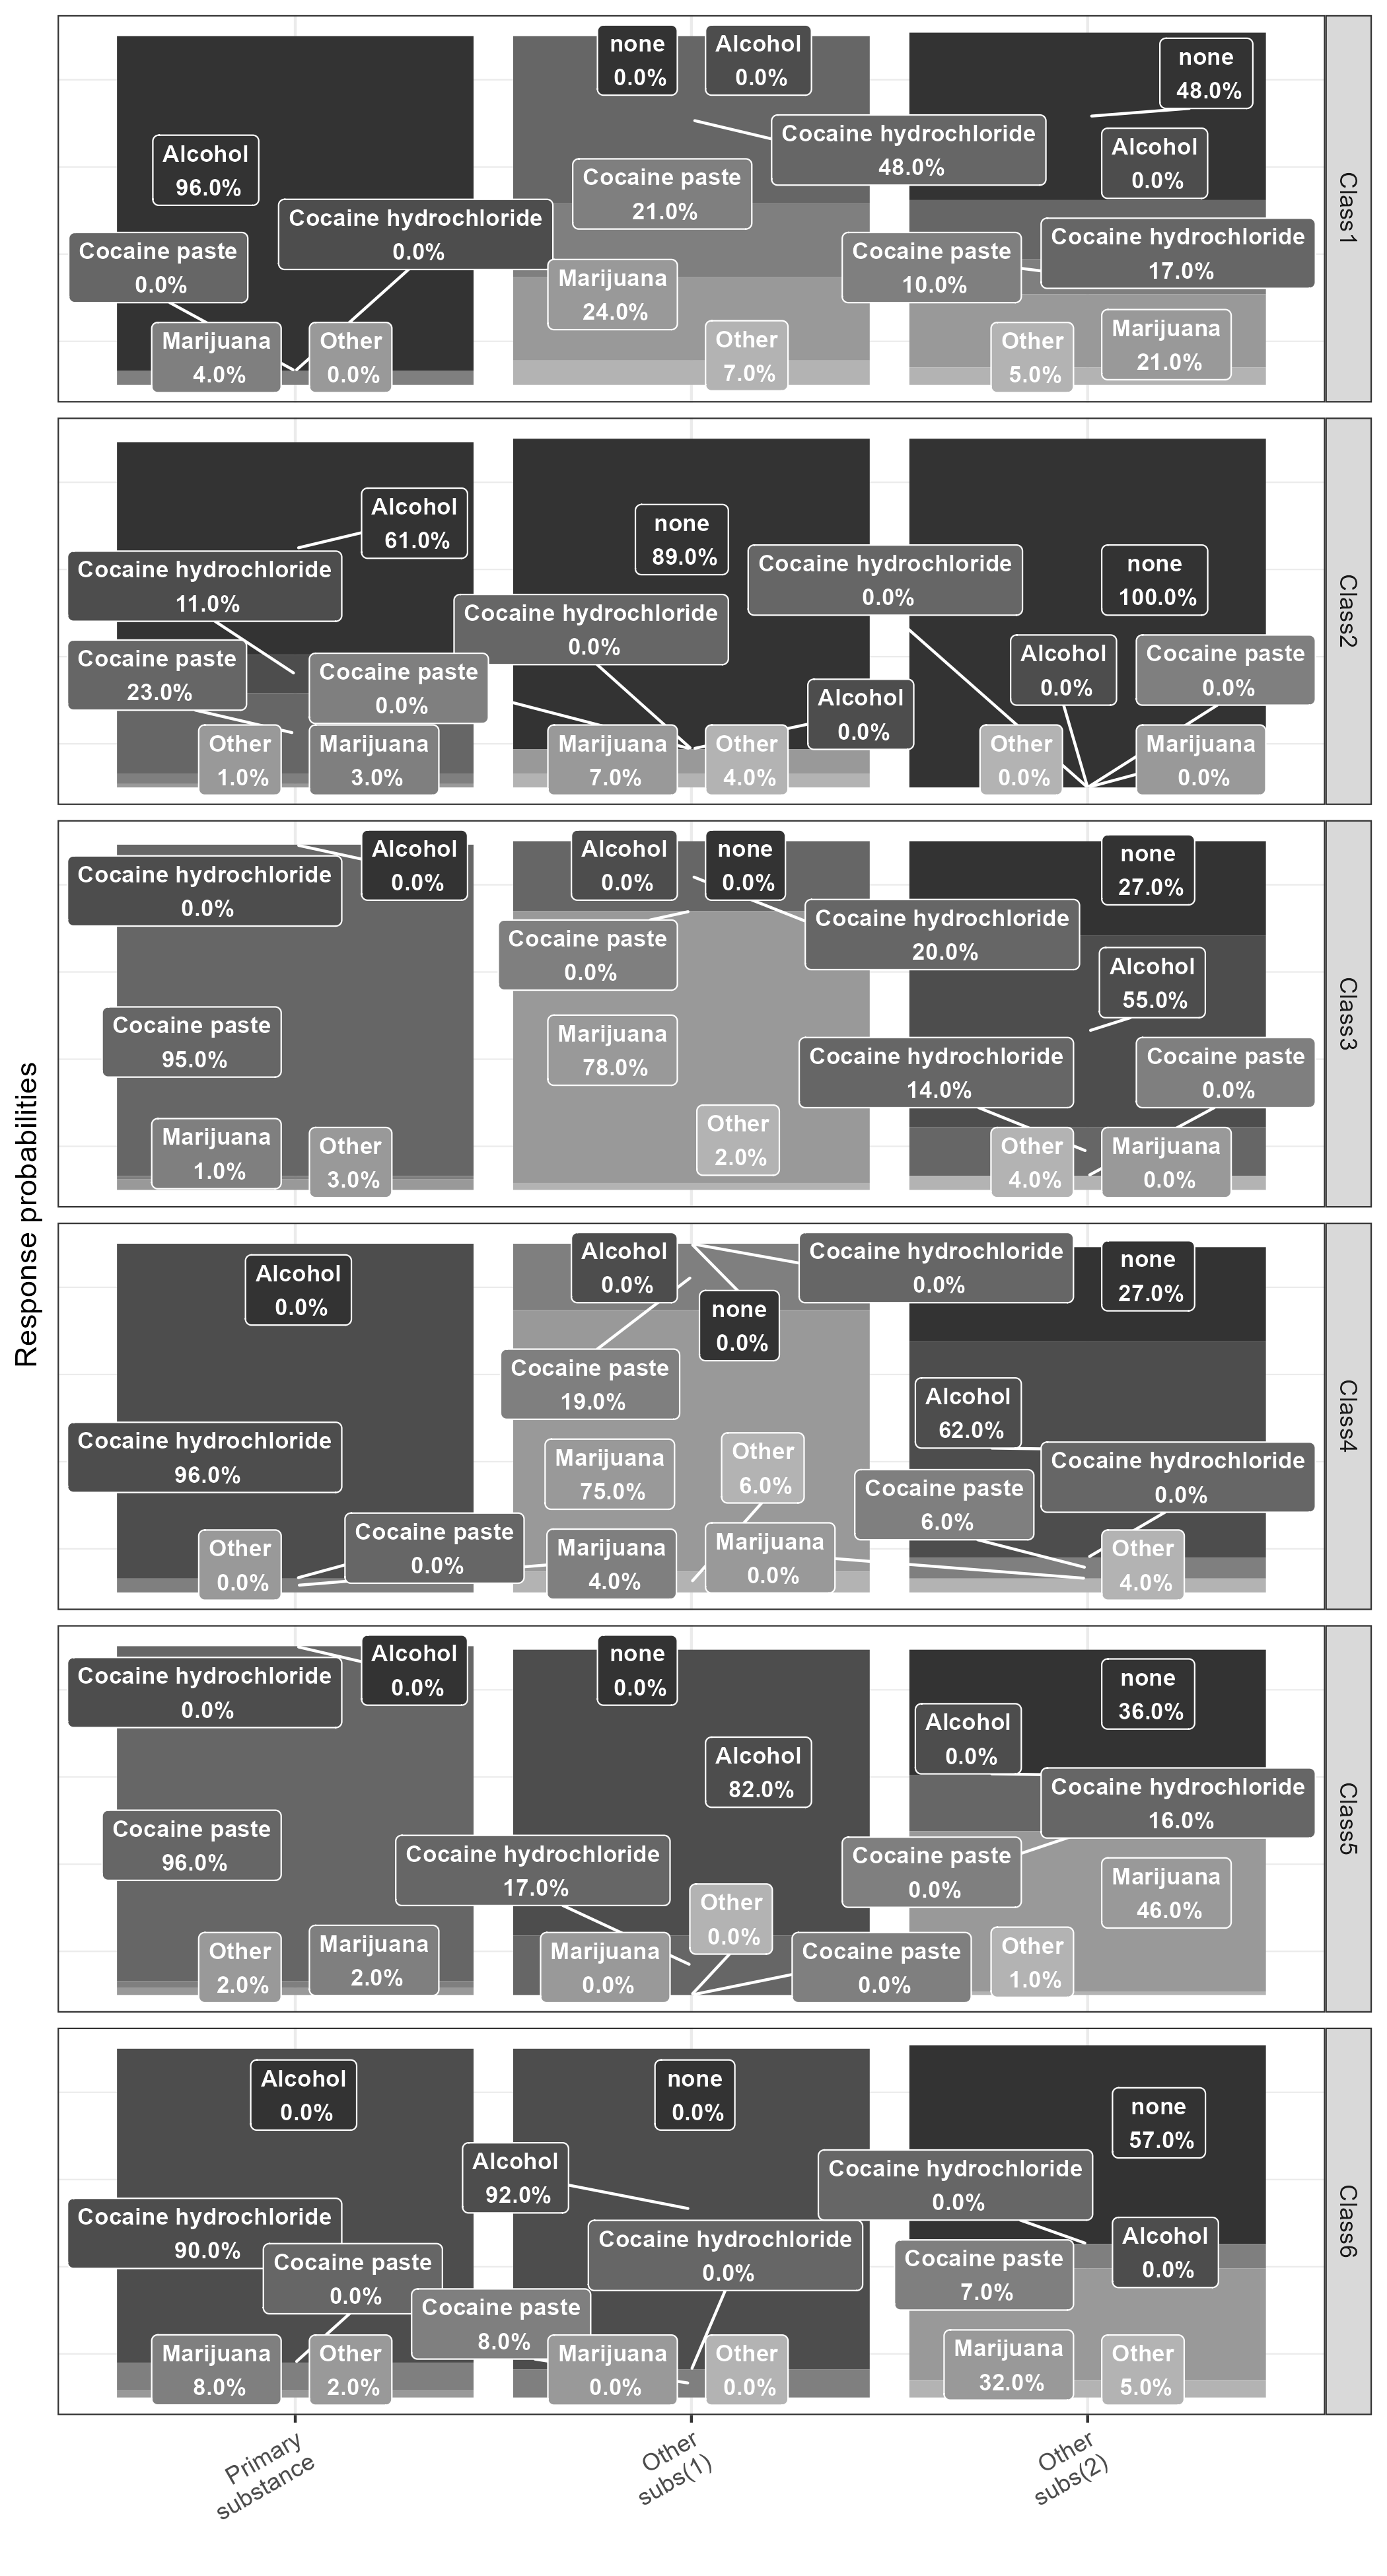 Response probabilities
none
0.0%
Alcohol
0.0%
none
48.0%
Cocaine hydrochloride
48.0%
Alcohol
0.0%
Alcohol
96.0%
Cocaine paste
21.0%
Cocaine hydrochloride
0.0%
Cocaine hydrochloride
17.0%
Cocaine paste
0.0%
Cocaine paste
10.0%
Marijuana
24.0%
Marijuana
21.0%
Other
7.0%
Other
5.0%
Marijuana
4.0%
Other
0.0%
Class1
Alcohol
61.0%
none
89.0%
Cocaine hydrochloride
0.0%
none
100.0%
Cocaine hydrochloride
11.0%
Cocaine hydrochloride
0.0%
Alcohol
0.0%
Cocaine paste
0.0%
Cocaine paste
23.0%
Cocaine paste
0.0%
Alcohol
0.0%
Other
1.0%
Marijuana
3.0%
Marijuana
7.0%
Other
4.0%
Other
0.0%
Marijuana
0.0%
Class2
Alcohol
0.0%
Alcohol
0.0%
none
0.0%
none
27.0%
Cocaine hydrochloride
0.0%
Cocaine hydrochloride
20.0%
Cocaine paste
0.0%
Alcohol
55.0%
Cocaine paste
95.0%
Marijuana
78.0%
Cocaine hydrochloride
14.0%
Cocaine paste
0.0%
Marijuana
1.0%
Other
3.0%
Other
2.0%
Other
4.0%
Marijuana
0.0%
Class3
Alcohol
0.0%
Alcohol
0.0%
Cocaine hydrochloride
0.0%
none
27.0%
none
0.0%
Cocaine paste
19.0%
Alcohol
62.0%
Cocaine hydrochloride
96.0%
Marijuana
75.0%
Other
6.0%
Cocaine hydrochloride
0.0%
Cocaine paste
6.0%
Other
0.0%
Cocaine paste
0.0%
Marijuana
4.0%
Marijuana
0.0%
Other
4.0%
Class4
Alcohol
0.0%
none
0.0%
none
36.0%
Cocaine hydrochloride
0.0%
Alcohol
82.0%
Alcohol
0.0%
Cocaine hydrochloride
16.0%
Cocaine paste
96.0%
Cocaine hydrochloride
17.0%
Cocaine paste
0.0%
Marijuana
46.0%
Other
0.0%
Other
2.0%
Marijuana
2.0%
Marijuana
0.0%
Cocaine paste
0.0%
Other
1.0%
Class5
Alcohol
0.0%
none
0.0%
none
57.0%
Alcohol
92.0%
Cocaine hydrochloride
0.0%
Cocaine hydrochloride
90.0%
Cocaine hydrochloride
0.0%
Alcohol
0.0%
Cocaine paste
0.0%
Cocaine paste
7.0%
Cocaine paste
8.0%
Marijuana
8.0%
Other
2.0%
Marijuana
0.0%
Other
0.0%
Marijuana
32.0%
Other
5.0%
Class6
Primary
substance
Other
subs(1)
Other
subs(2)